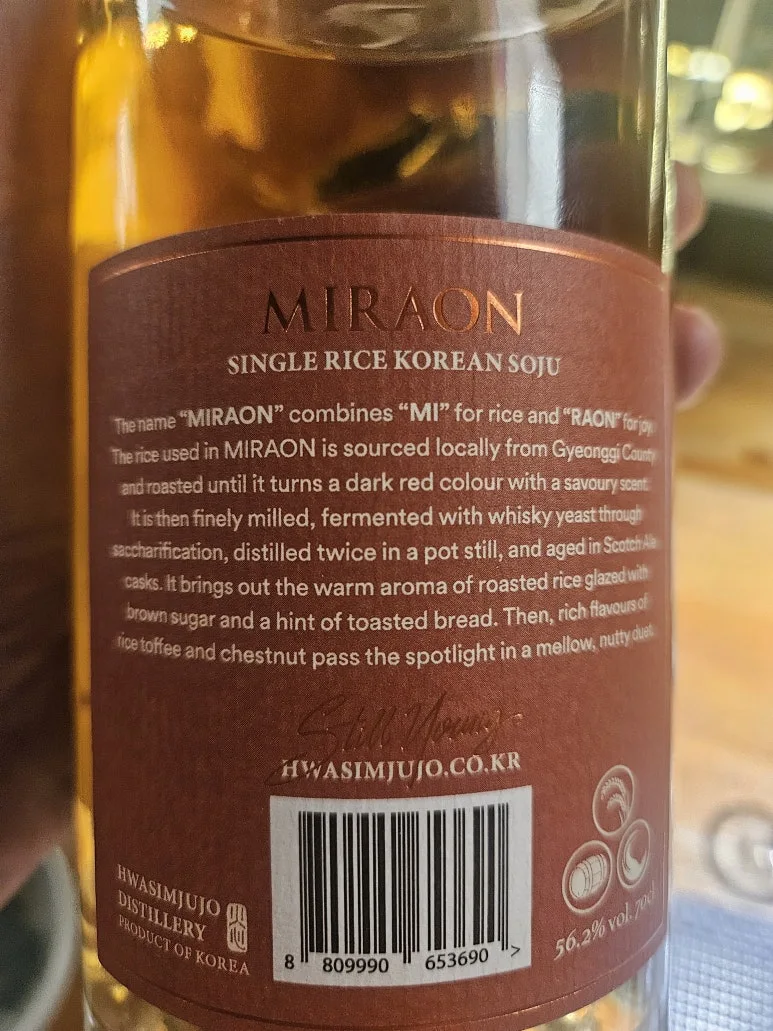 MIRAON
SINGLE RICE KOREAN SOJU
The name "MIRAON" combines "MI" for rice and "RAON" for joy.
The rice used in MIRAON is sourced locally from Gyeonggi County
and roasted until it turns a dark red colour with a savoury scent.
It is then finely milled, fermented with whisky yeast through
saccharification, distilled twice in a pot still, and aged in Scotch Ale
casks. It brings out the warm aroma of roasted rice glazed with
brown sugar and a hint of toasted bread. Then, rich flavours of
rice toffee and chestnut pass the spotlight in a mellow, nutty duet.
Still Young
HWASIMJUJO.CO.KR
HWASIMJUJO
DISTILLERY
PRODUCT OF KOREA
8 809990 653690 >
56.2% vol. 70cl